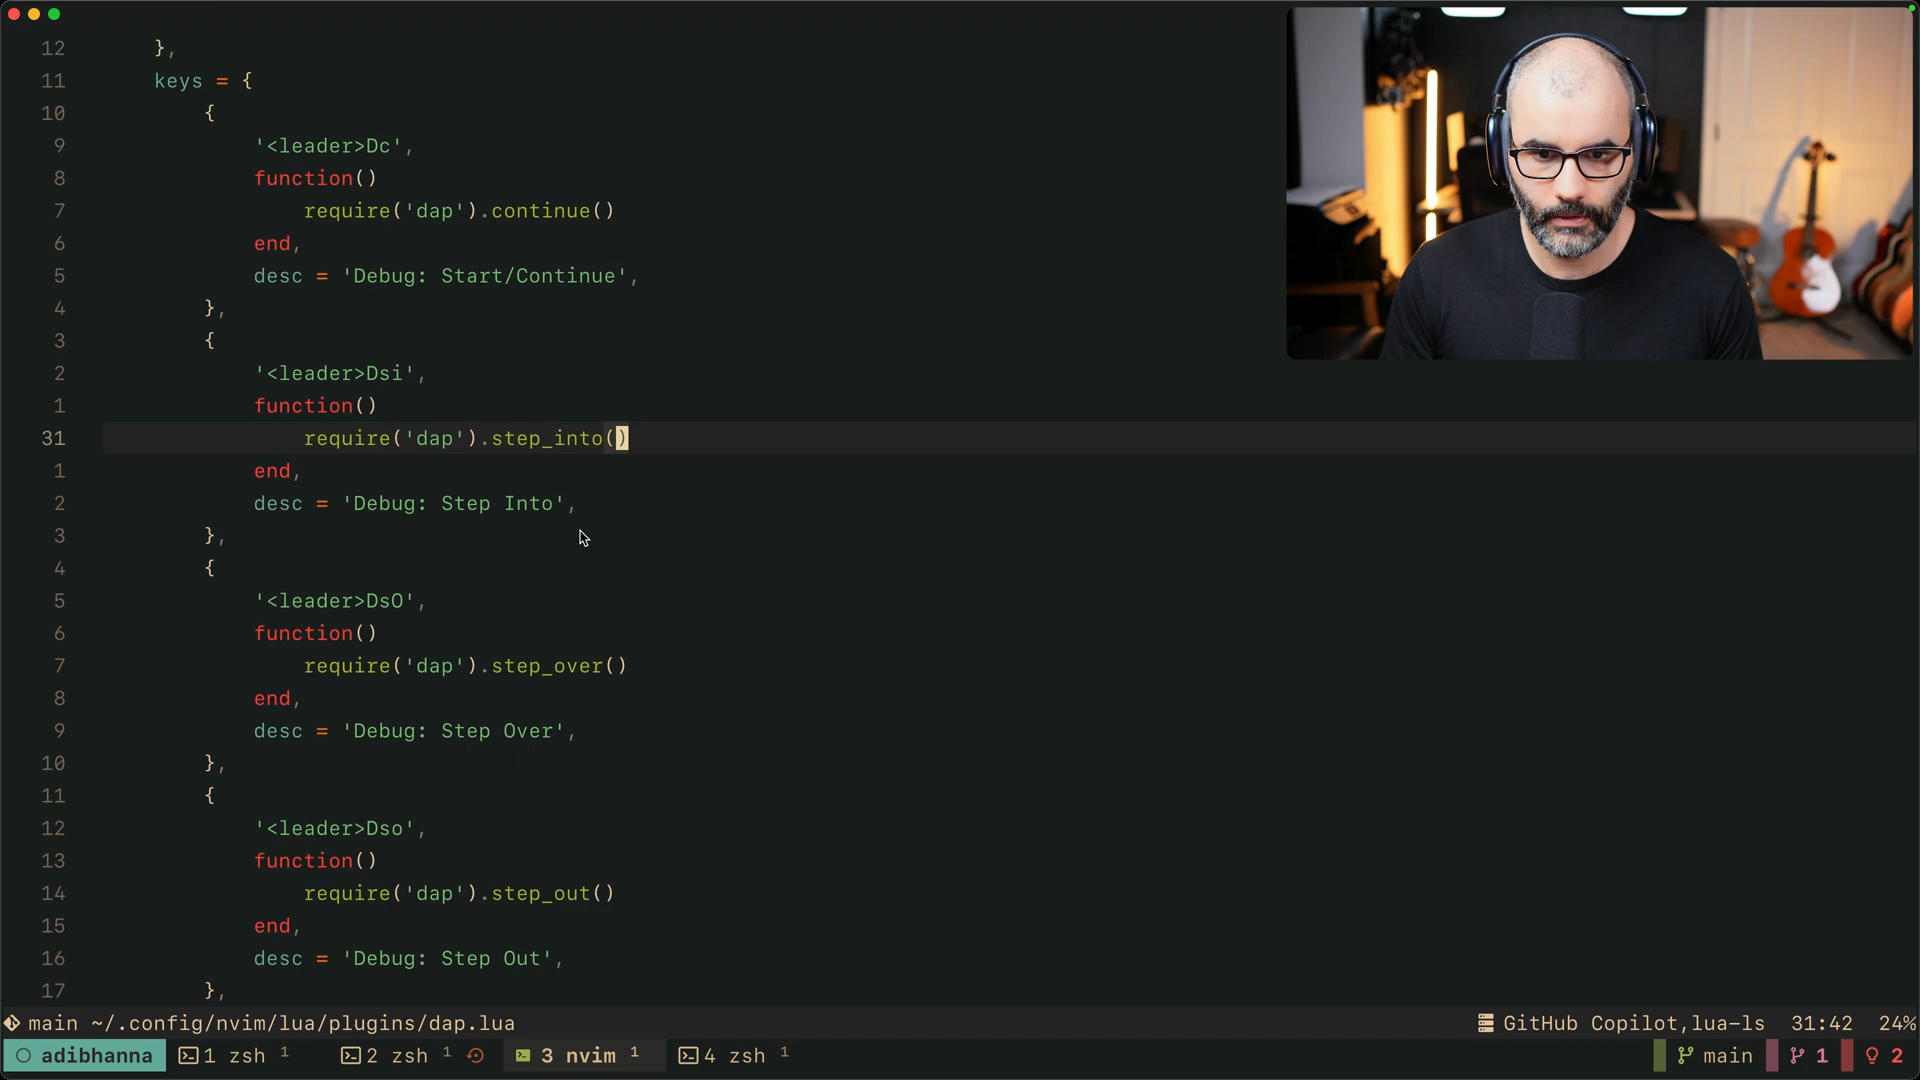 12 },
11 keys = {
10 {
9 '<leader>Dc',
8 function()
7 require('dap').continue()
6 end,
5 desc = 'Debug: Start/Continue',
4 },
3 {
2 '<leader>Dsi',
1 function()
31 require('dap').step_into()
1 end,
2 desc = 'Debug: Step Into',
3 },
4 {
5 '<leader>DsO',
6 function()
7 require('dap').step_over()
8 end,
9 desc = 'Debug: Step Over',
10 },
11 {
12 '<leader>Dso',
13 function()
14 require('dap').step_out()
15 end,
16 desc = 'Debug: Step Out',
17 },
main ~/.config/nvim/lua/plugins/dap.lua GitHub Copilot,lua-ls 31:42 24%
adibhanna 1 zsh 1 2 zsh 1 3 nvim 1 4 zsh 1 main 1 2